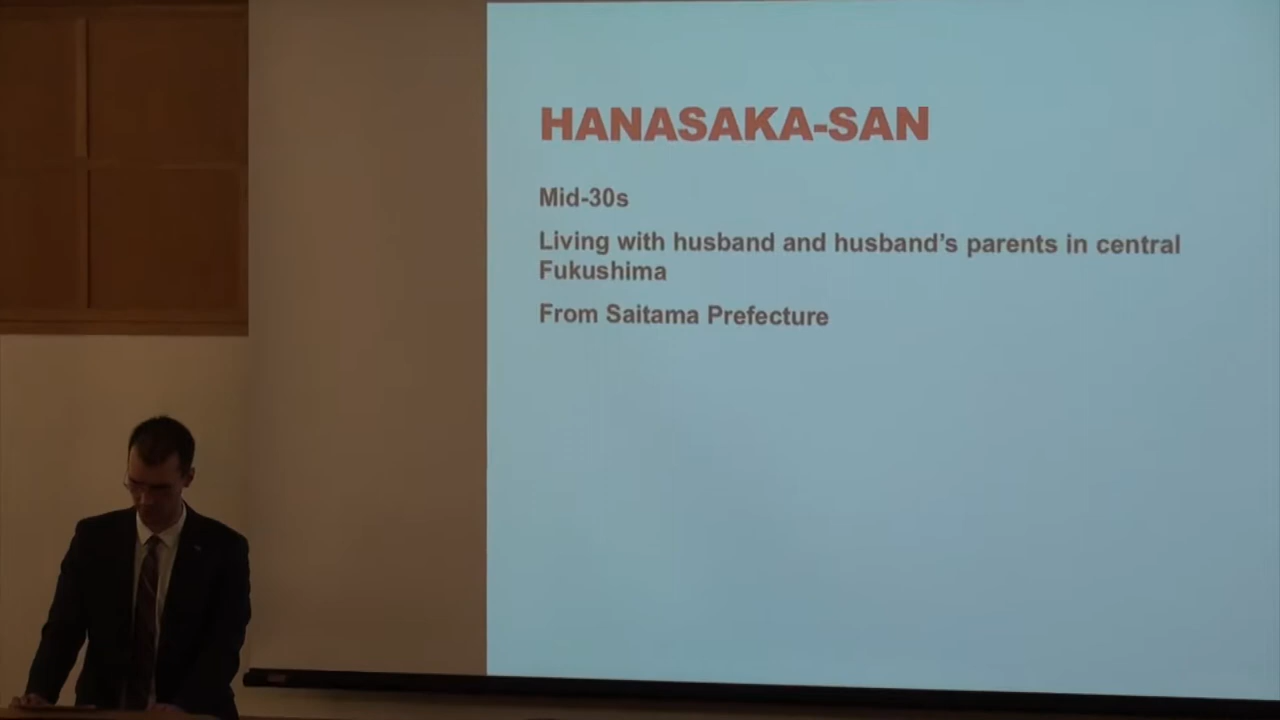 HANASAKA-SAN
Mid-30s
Living with husband and husband's parents in central
Fukushima
From Saitama Prefecture